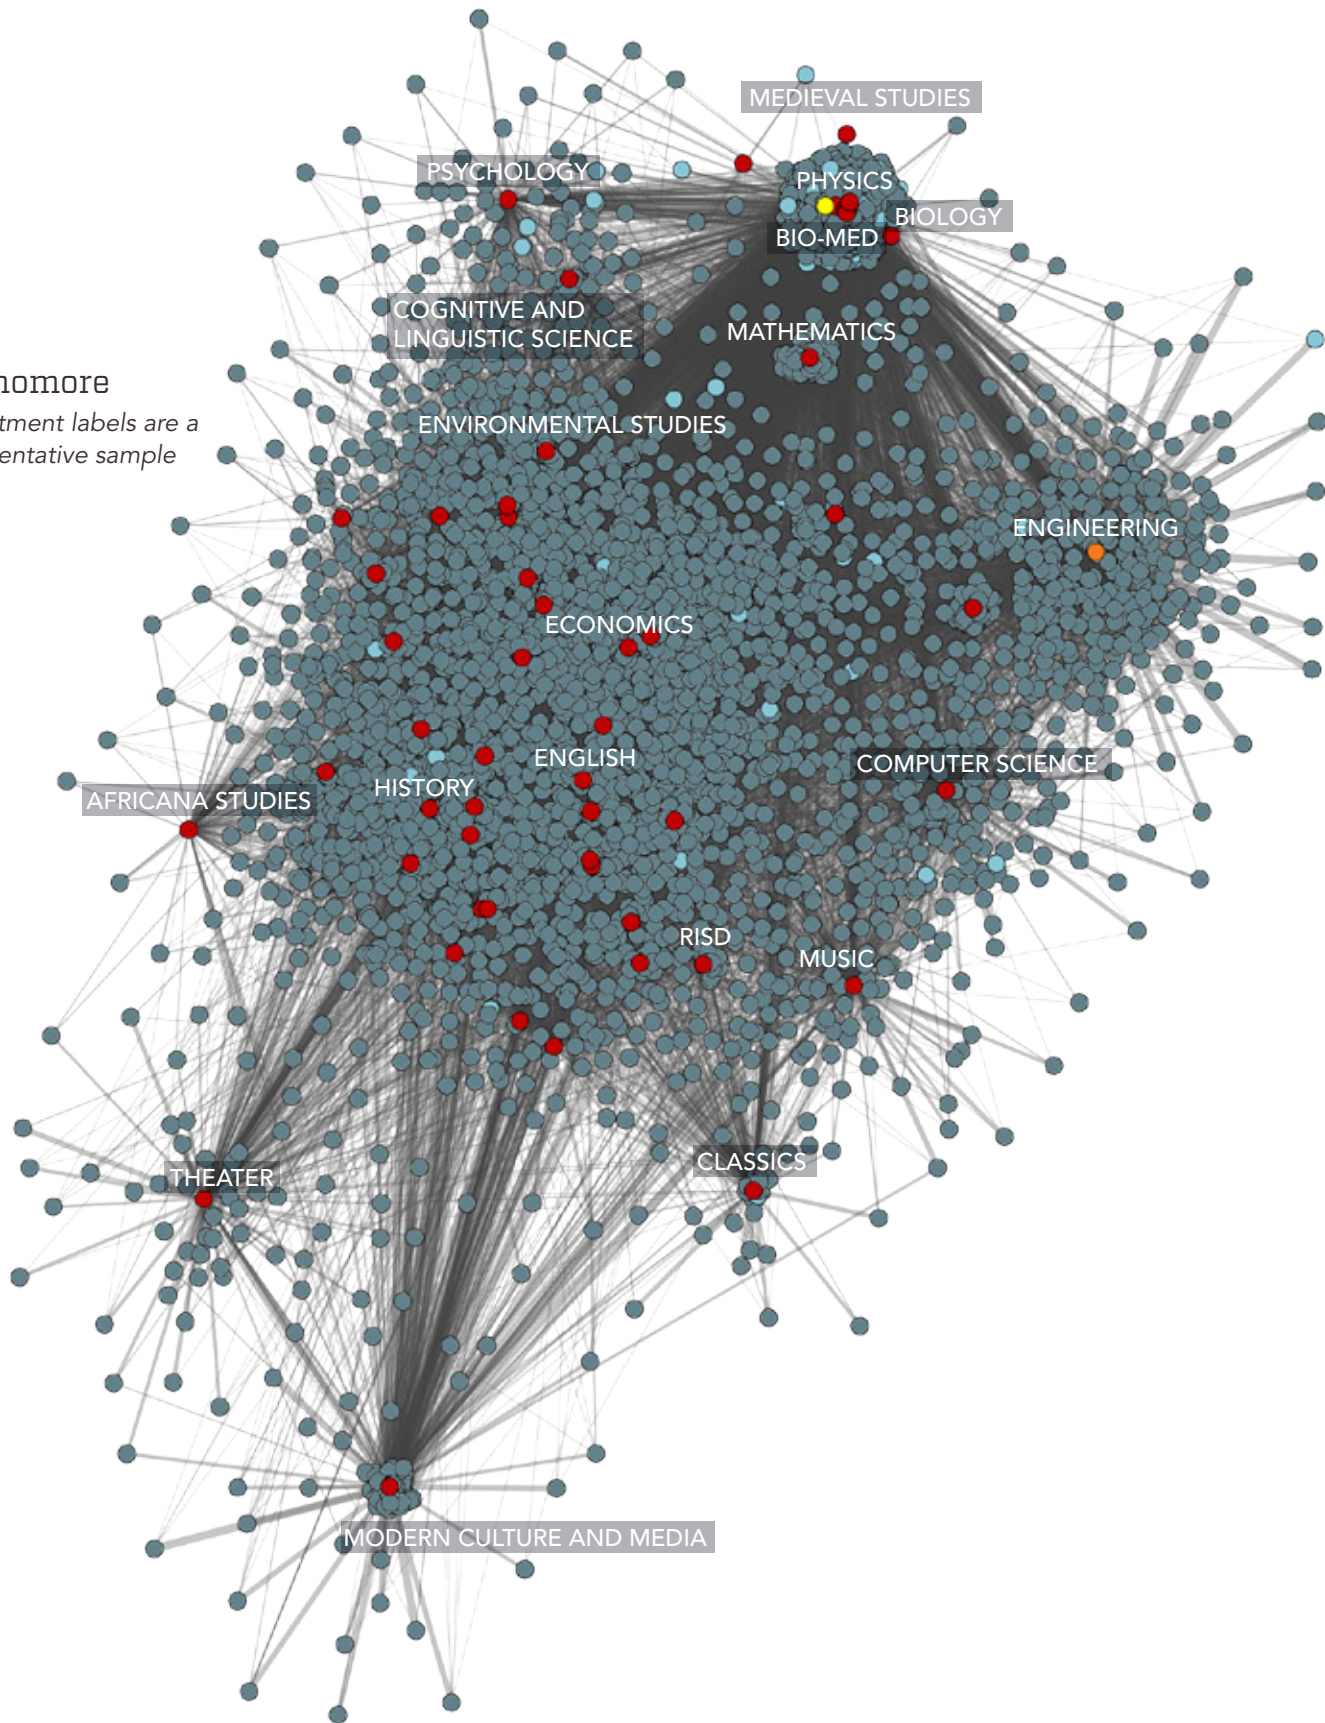 MEDIEVAL STUDIES
PSYCHOLOGY
PHYSICS
BIOLOGY
BIO-MED
COGNITIVE AND
LINGUISTIC SCIENCE
MATHEMATICS
nomore
tment labels are a
entative sample
ENVIRONMENTAL STUDIES
ENGINEERING
ECONOMICS
ENGLISH
COMPUTER SCIENCE
HISTORY
AFRICANA STUDIES
RISD
MUSIC
CLASSICS
THEATER
MODERN CULTURE AND MEDIA